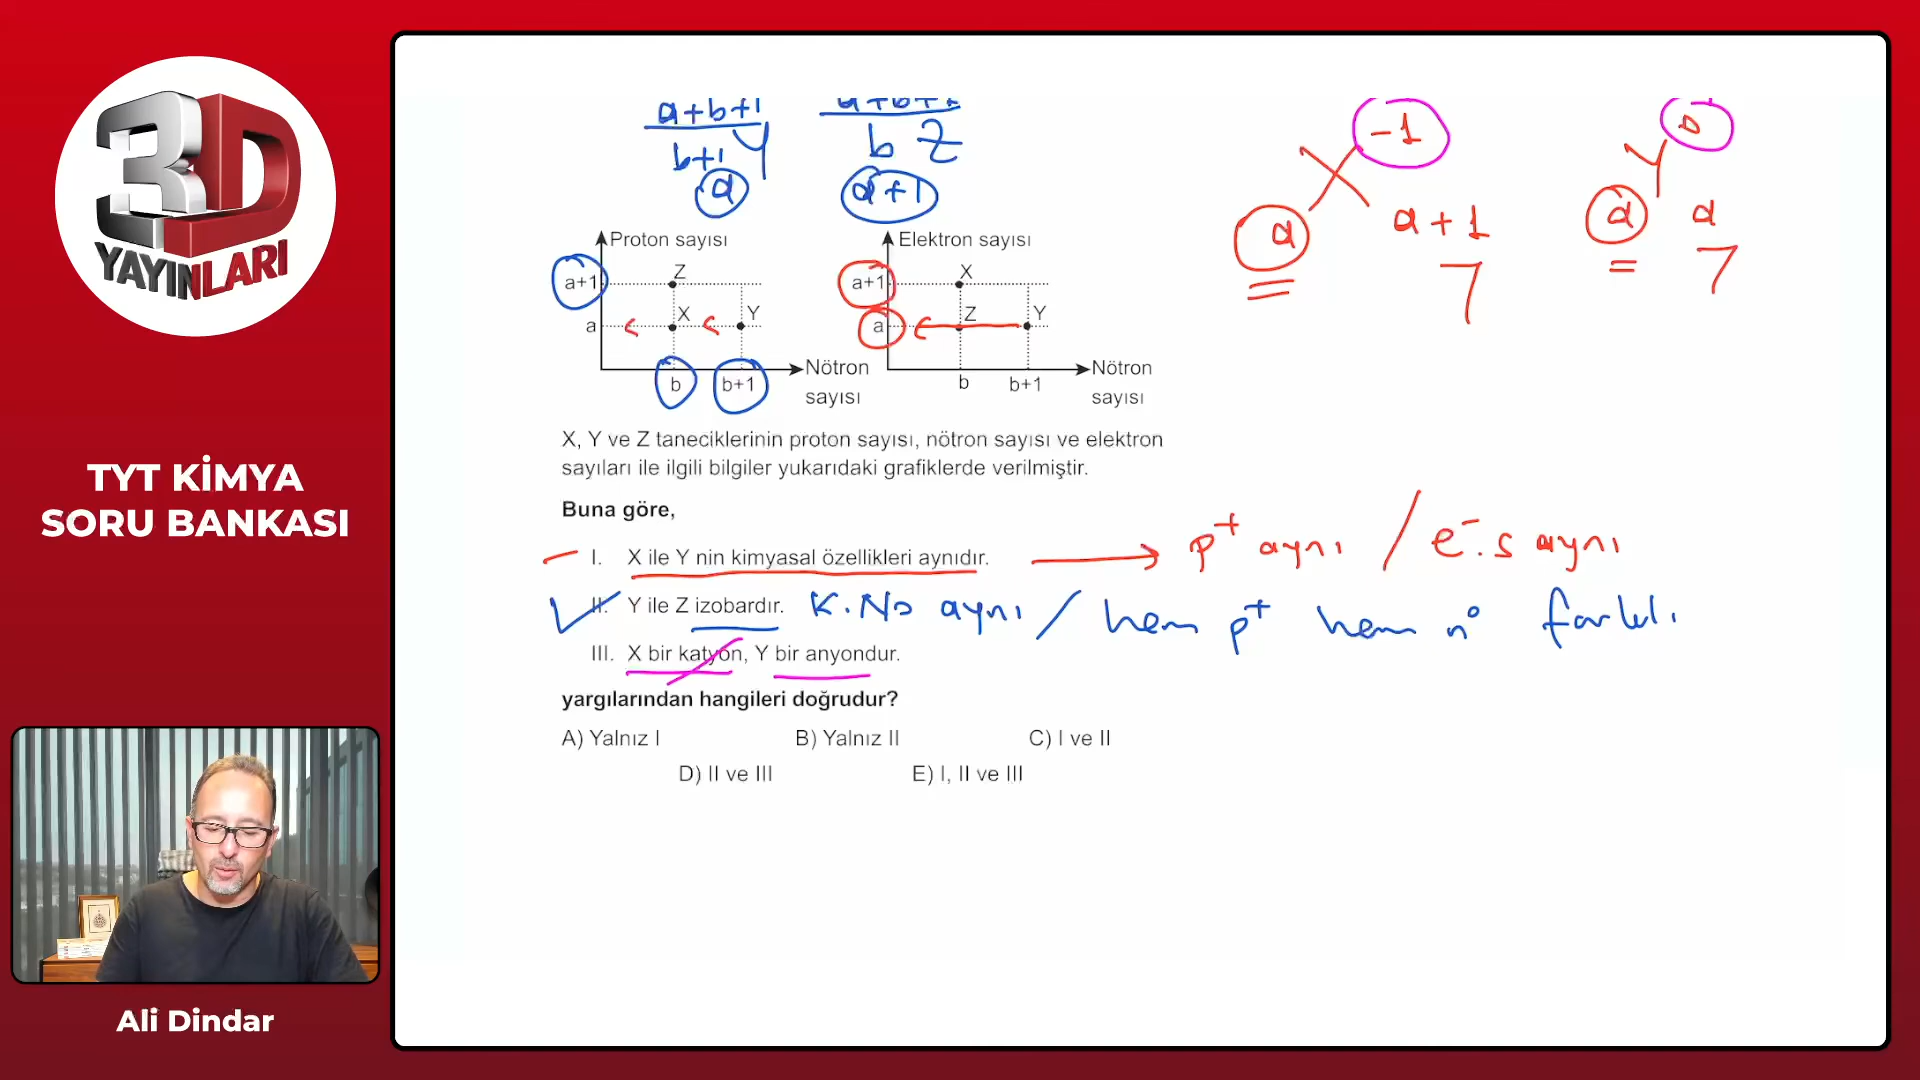 3D
YAYINLARI
TYT KİMYA
SORU BANKASI
Ali Dindar
a+b+1
b+1 Y
a
b Z
a+1
X -1
a a+1
7
Y 0
a a
7
Proton sayısı
a+1
a
Z
X
Y
b
b+1
Nötron
sayısı
Elektron sayısı
a+1
a
X
Z
Y
b
b+1
Nötron
sayısı
X, Y ve Z taneciklerinin proton sayısı, nötron sayısı ve elektron
sayıları ile ilgili bilgiler yukarıdaki grafiklerde verilmiştir.
Buna göre,
I. X ile Y nin kimyasal özellikleri aynıdır. p+ aynı / e-.s aynı
II. Y ile Z izobardır. K.No aynı / hem p+ hem n° farklı
III. X bir katyon, Y bir anyondur.
yargılarından hangileri doğrudur?
A) Yalnız I B) Yalnız II C) I ve II
D) II ve III E) I, II ve III